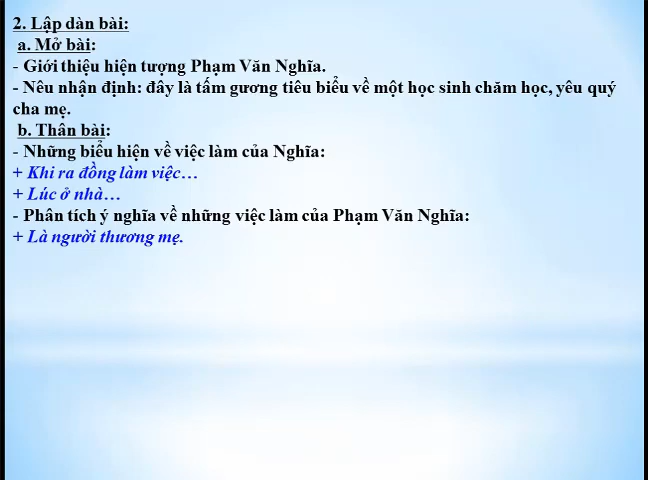 2. Lập dàn bài:
a. Mở bài:
- Giới thiệu hiện tượng Phạm Văn Nghĩa.
- Nêu nhận định: đây là tấm gương tiêu biểu về một học sinh chăm học, yêu quý
cha mẹ.
b. Thân bài:
- Những biểu hiện về việc làm của Nghĩa:
+ Khi ra đồng làm việc…
+ Lúc ở nhà…
- Phân tích ý nghĩa về những việc làm của Phạm Văn Nghĩa:
+ Là người thương mẹ.